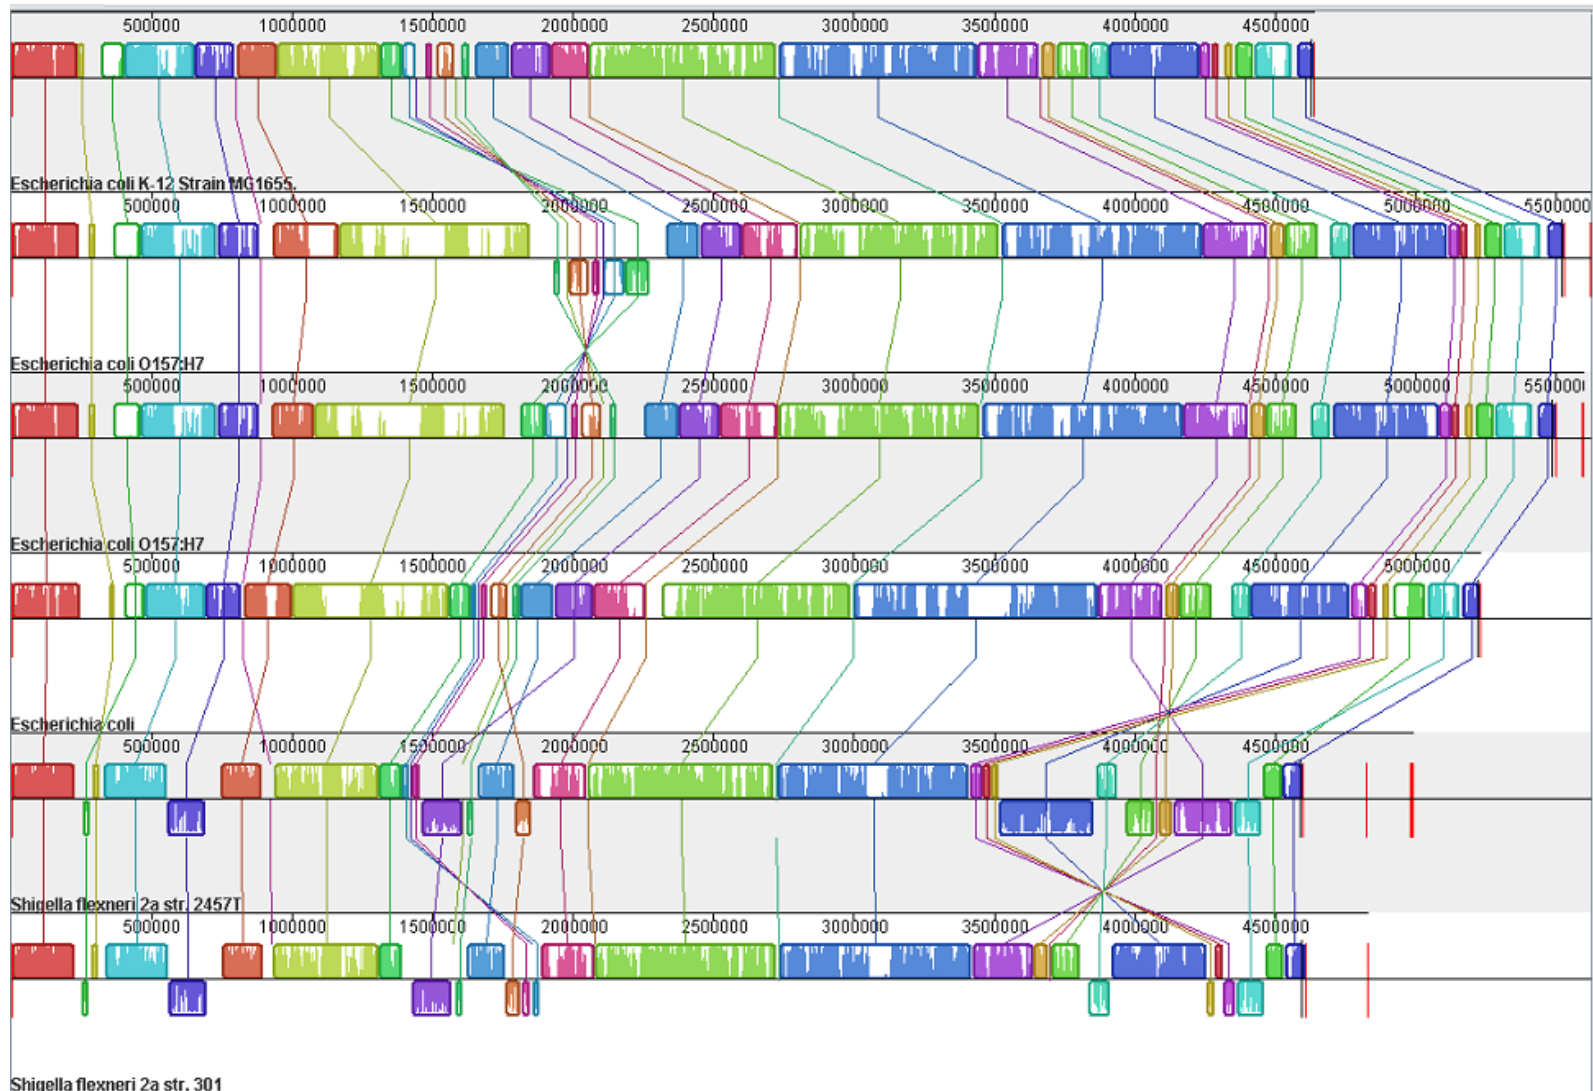 500000 1000000 1500000 2000000 2500000 3000000 3500000 4000000 4500000
Escherichia coli K-12 Strain MG1655.
500000 1000000 1500000 2000000 2500000 3000000 3500000 4000000 4500000 5000000 5500000
Escherichia coli O157:H7
500000 1000000 1500000 2000000 2500000 3000000 3500000 4000000 4500000 5000000 5500000
Escherichia coli O157:H7
500000 1000000 1500000 2000000 2500000 3000000 3500000 4000000 4500000 5000000
Escherichia coli
500000 1000000 1500000 2000000 2500000 3000000 3500000 4000000 4500000
Shigella flexneri 2a str. 2457T
500000 1000000 1500000 2000000 2500000 3000000 3500000 4000000 4500000
Shigella flexneri 2a str. 301